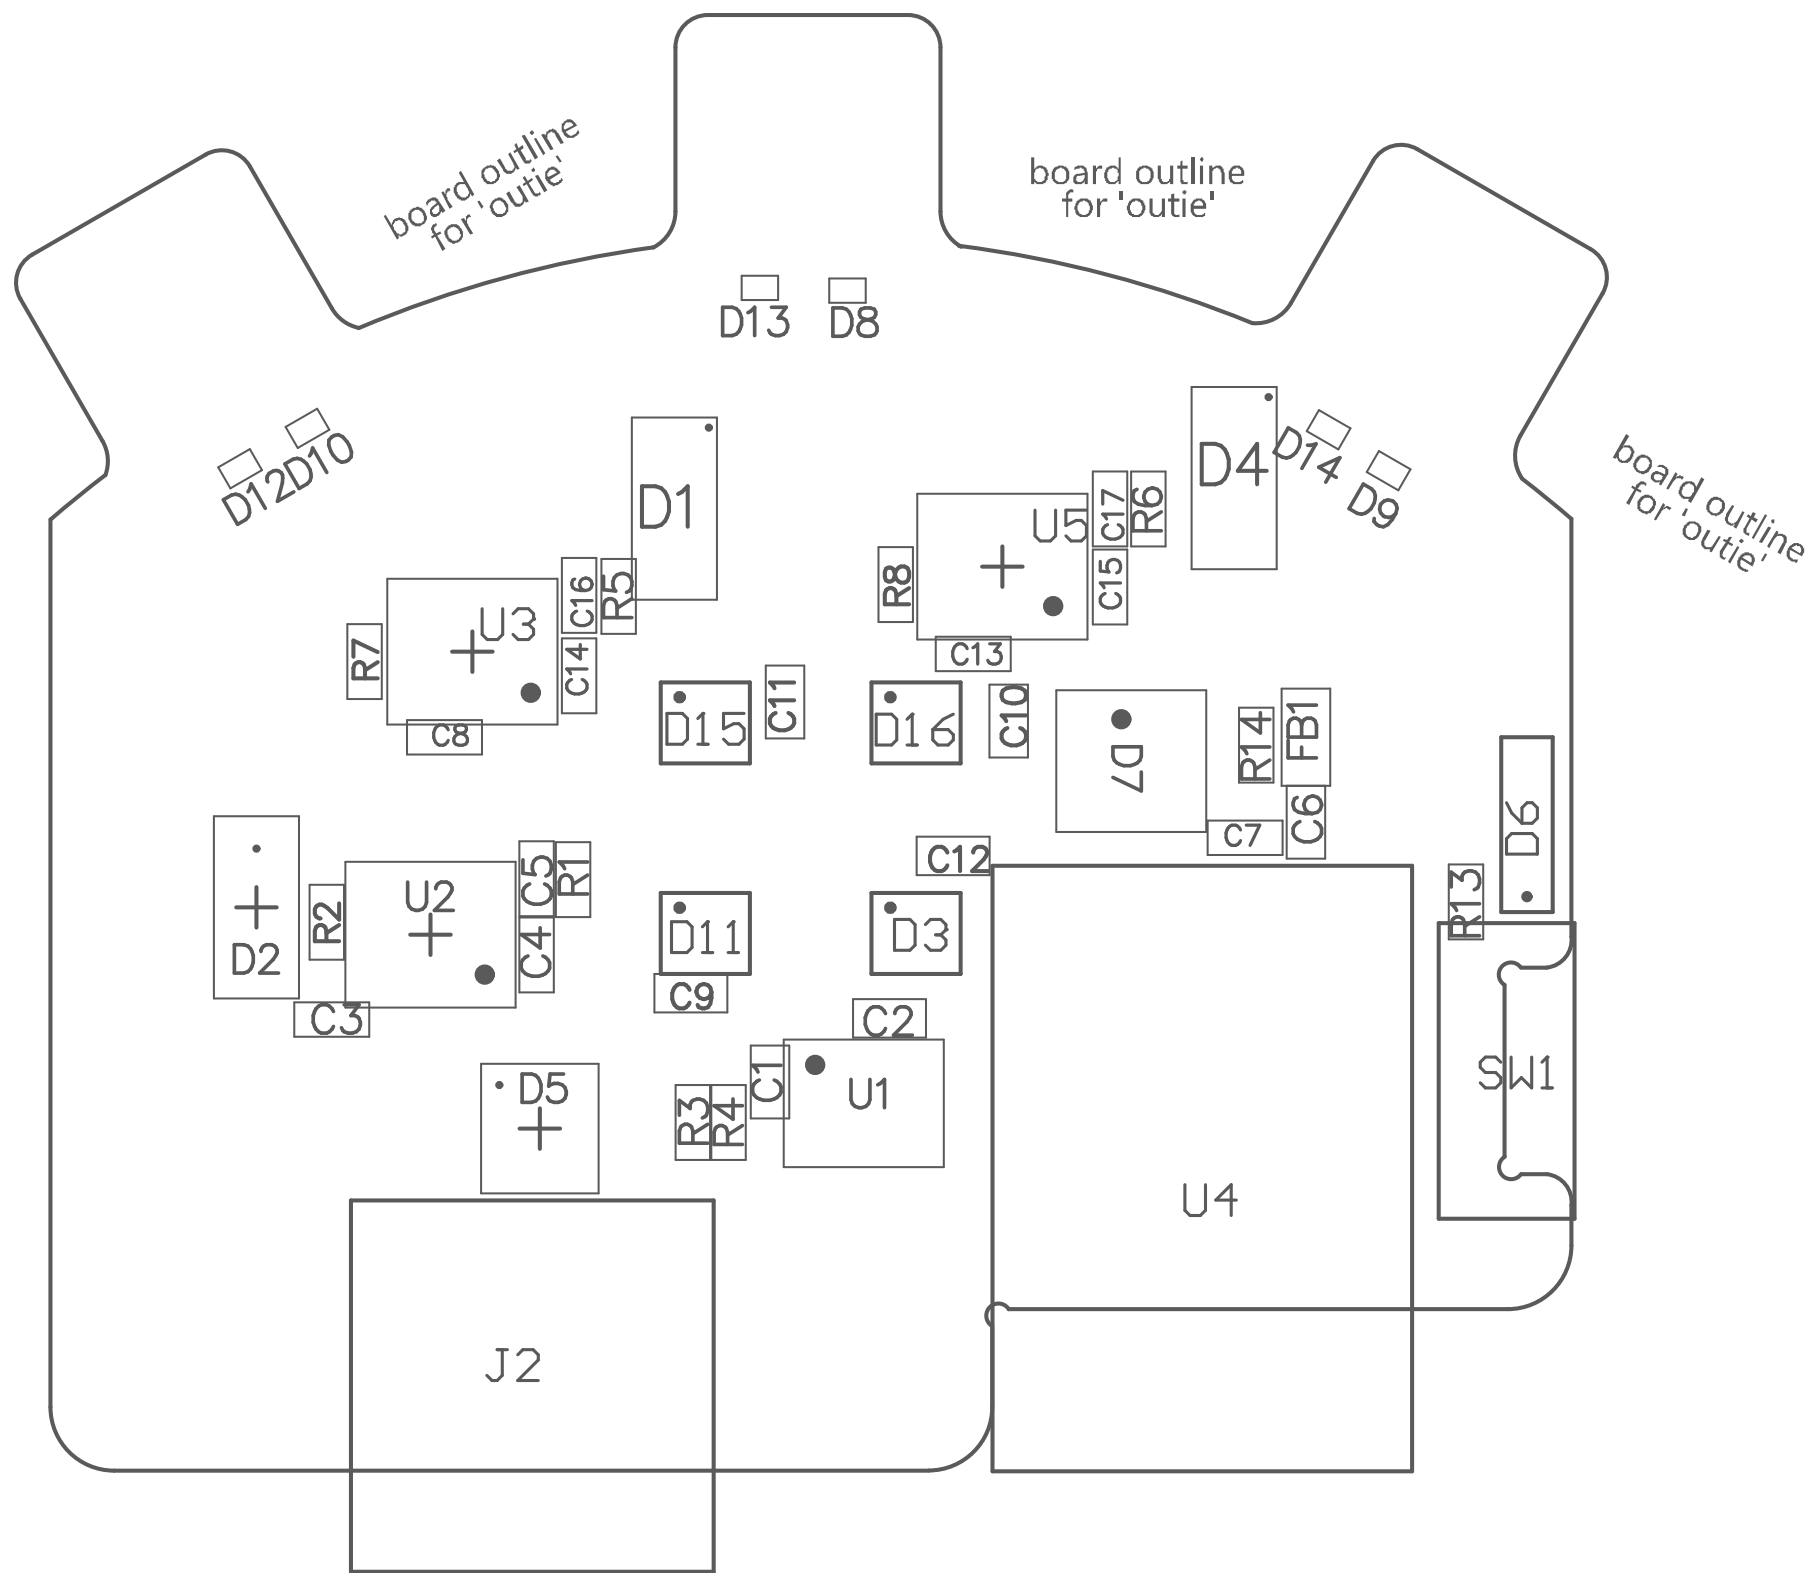 board outline
for 'outie'
board outline
for 'outie'
D13
D8
D12
D10
D1
D4
D14
D9
board outline
for 'outie'
U5
C17
R6
R8
C15
C13
U3
C16
R5
R7
C14
C8
D15
C11
D16
C10
D7
R14
FB1
C6
C7
D6
C12
R13
U2
C5
R1
R2
C4
D2
C3
D11
D3
C9
C2
D5
R3
R4
C1
U1
SW1
U4
J2